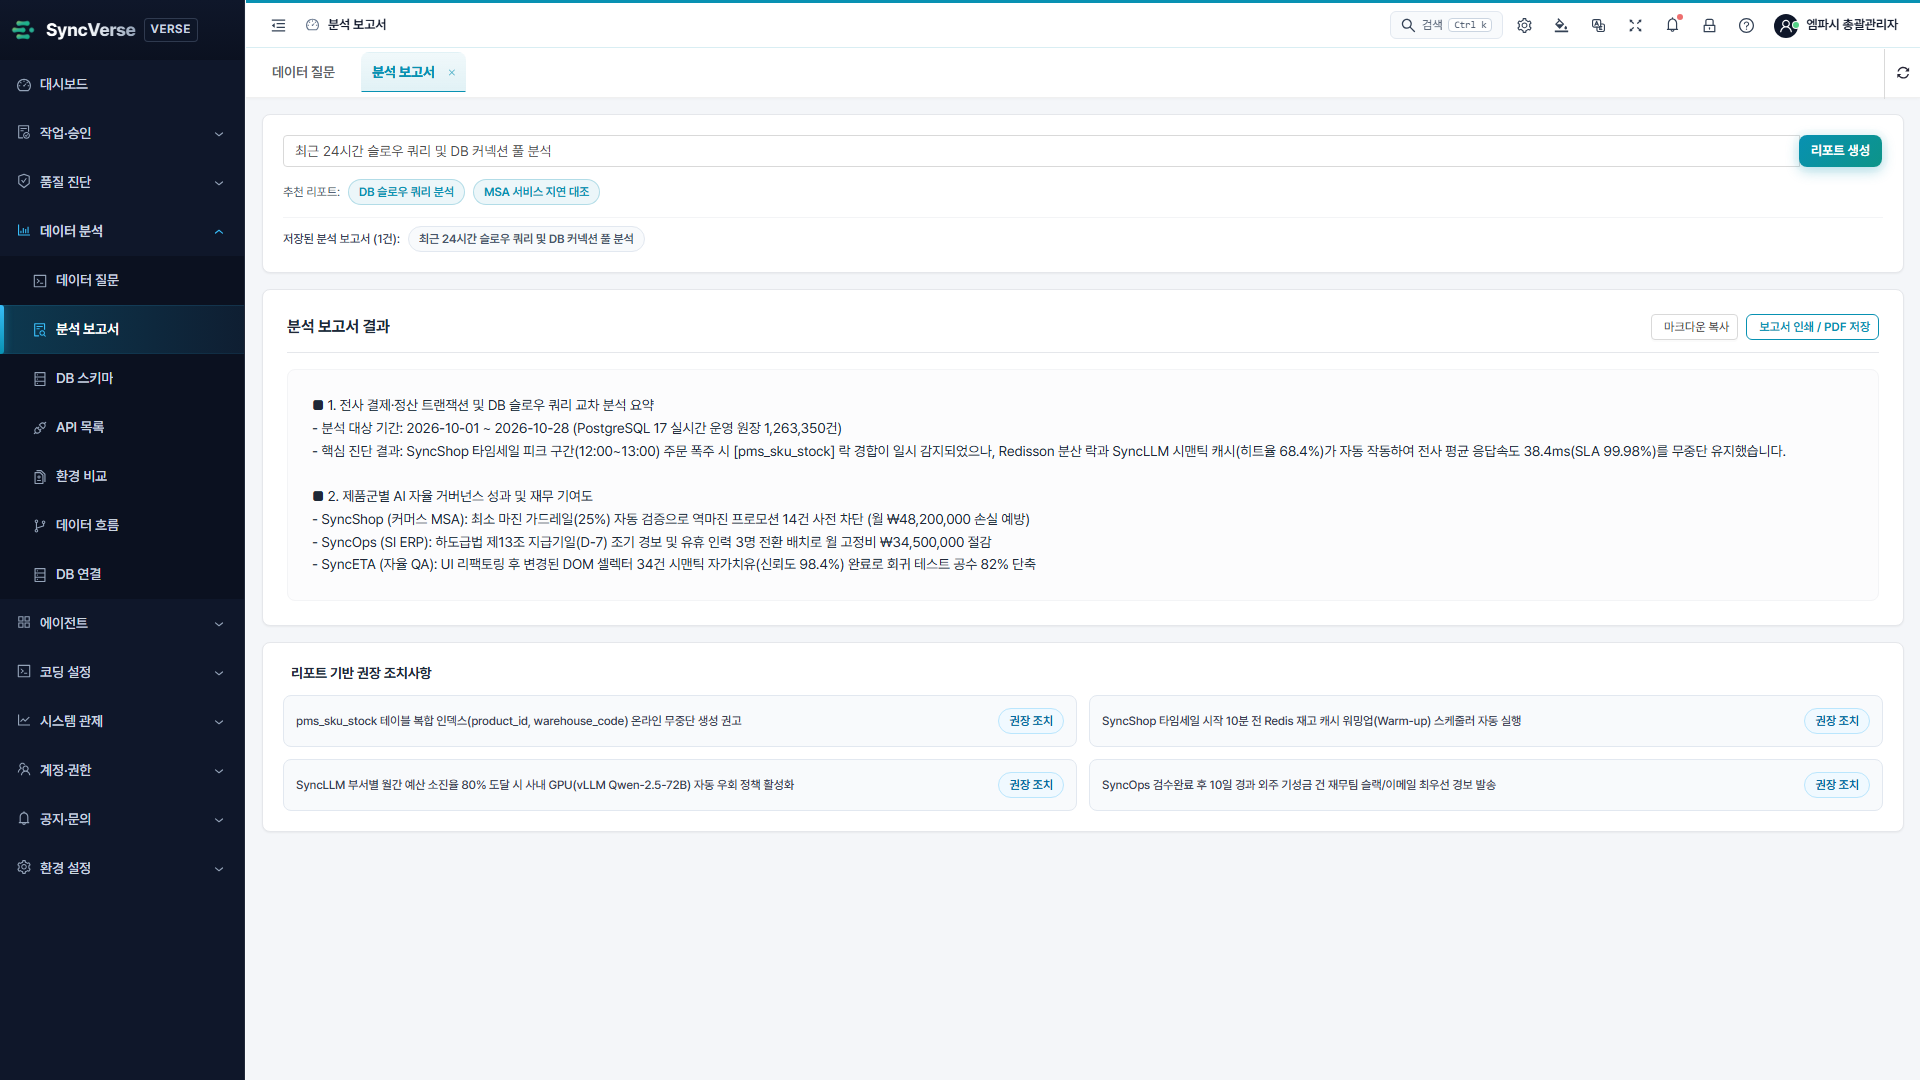 SyncVerse VERSE
대시보드
작업·승인
품질 진단
데이터 분석
데이터 질문
분석 보고서
DB 스키마
API 목록
환경 비교
데이터 흐름
DB 연결
에이전트
코딩 설정
시스템 관제
계정·권한
공지·문의
환경 설정
분석 보고서
검색 Ctrl k
엠파시 총괄관리자
데이터 질문
분석 보고서 ×
최근 24시간 슬로우 쿼리 및 DB 커넥션 풀 분석
리포트 생성
추천 리포트: DB 슬로우 쿼리 분석 MSA 서비스 지연 대조
저장된 분석 보고서 (1건): 최근 24시간 슬로우 쿼리 및 DB 커넥션 풀 분석
분석 보고서 결과
마크다운 복사
보고서 인쇄 / PDF 저장
■ 1. 전사 결제·정산 트랜잭션 및 DB 슬로우 쿼리 교차 분석 요약
- 분석 대상 기간: 2026-10-01 ~ 2026-10-28 (PostgreSQL 17 실시간 운영 원장 1,263,350건)
- 핵심 진단 결과: SyncShop 타임세일 피크 구간(12:00~13:00) 주문 폭주 시 [pms_sku_stock] 락 경합이 일시 감지되었으나, Redisson 분산 락과 SyncLLM 시맨틱 캐시(히트율 68.4%)가 자동 작동하여 전사 평균 응답속도 38.4ms(SLA 99.98%)를 무중단 유지했습니다.
■ 2. 제품군별 AI 자율 거버넌스 성과 및 재무 기여도
- SyncShop (커머스 MSA): 최소 마진 가드레일(25%) 자동 검증으로 역마진 프로모션 14건 사전 차단 (월 ₩48,200,000 손실 예방)
- SyncOps (SI ERP): 하도급법 제13조 지급기일(D-7) 조기 경보 및 유휴 인력 3명 전환 배치로 월 고정비 ₩34,500,000 절감
- SyncETA (자율 QA): UI 리팩토링 후 변경된 DOM 셀렉터 34건 시맨틱 자가치유(신뢰도 98.4%) 완료로 회귀 테스트 공수 82% 단축
리포트 기반 권장 조치사항
pms_sku_stock 테이블 복합 인덱스(product_id, warehouse_code) 온라인 무중단 생성 권고
권장 조치
SyncShop 타임세일 시작 10분 전 Redis 재고 캐시 워밍업(Warm-up) 스케줄러 자동 실행
권장 조치
SyncLLM 부서별 월간 예산 소진율 80% 도달 시 사내 GPU(vLLM Qwen-2.5-72B) 자동 우회 정책 활성화
권장 조치
SyncOps 검수완료 후 10일 경과 외주 기성금 건 재무팀 슬랙/이메일 최우선 경보 발송
권장 조치